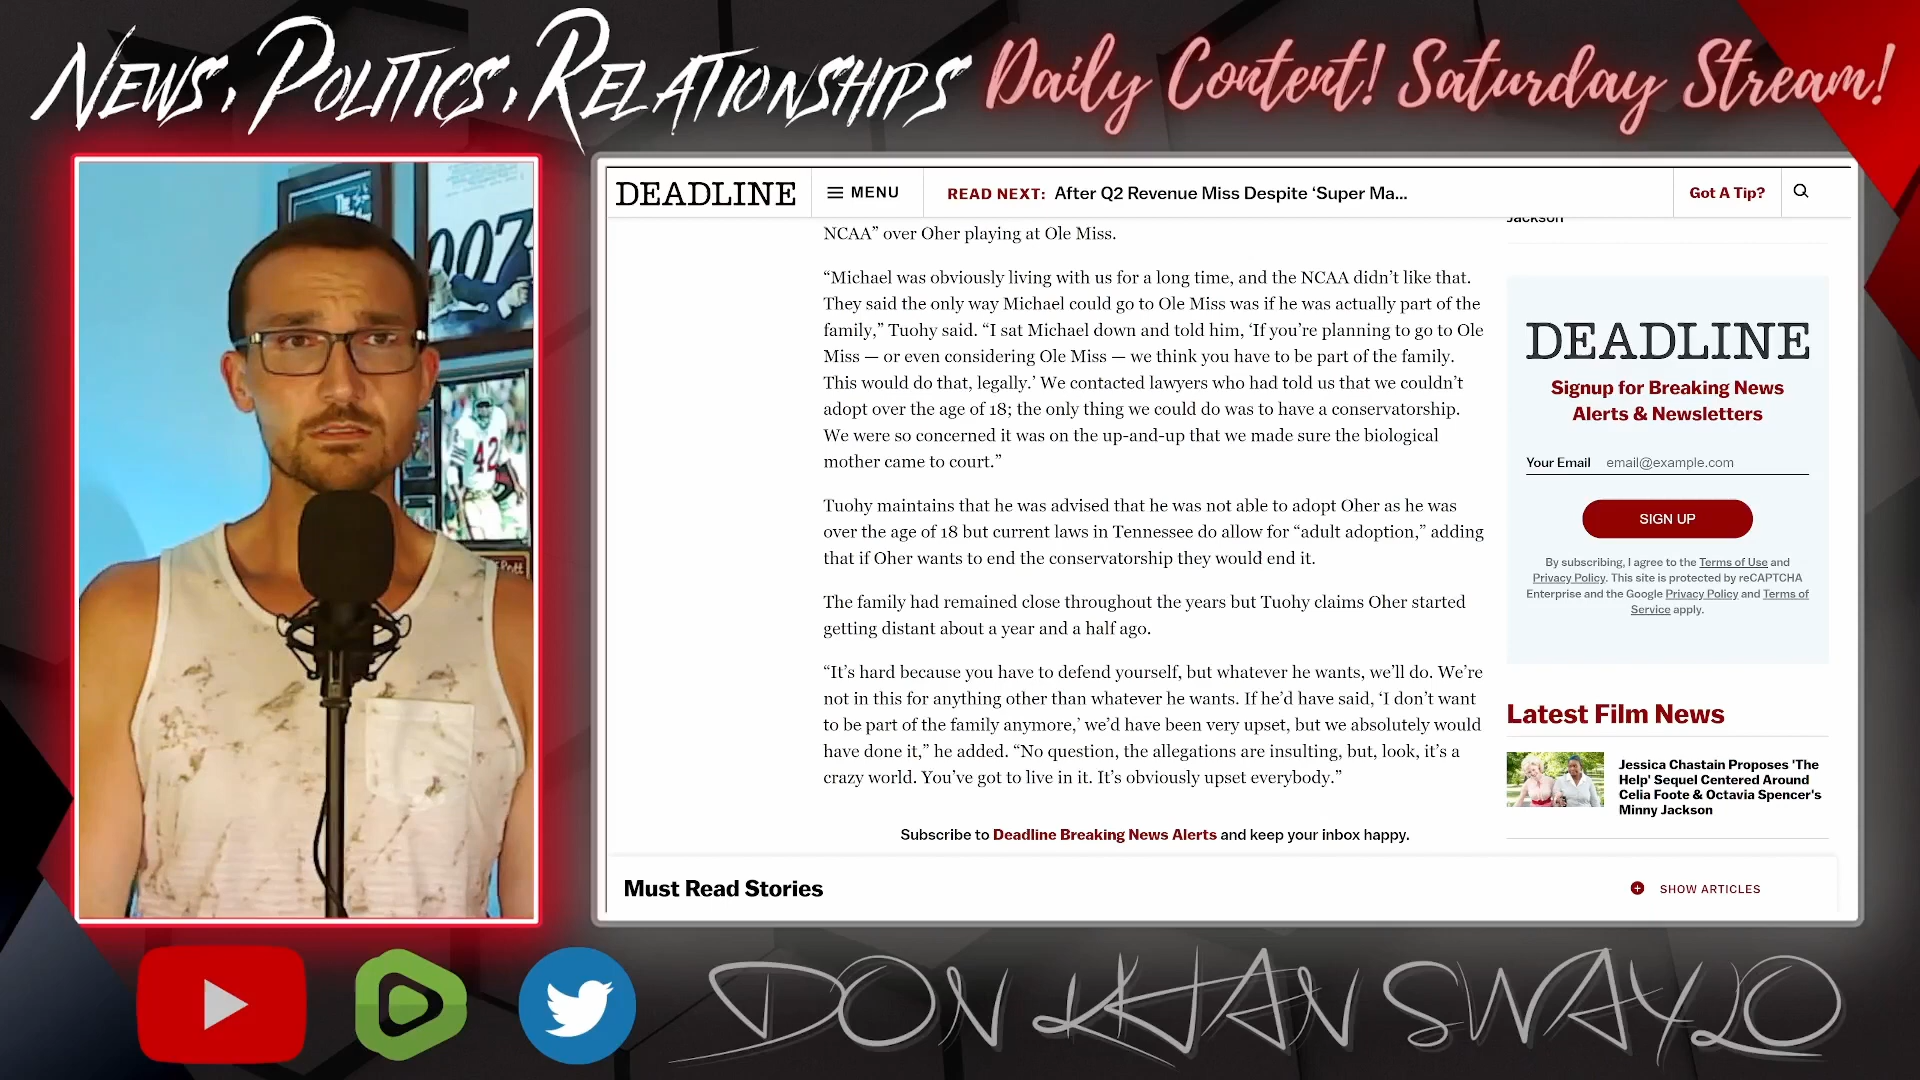 News, Politics, Relationships
Daily Content! Saturday Stream!
007
42
DEADLINE
MENU
READ NEXT: After Q2 Revenue Miss Despite ‘Super Ma...
Got A Tip?
Jackson
NCAA” over Oher playing at Ole Miss.
“Michael was obviously living with us for a long time, and the NCAA didn’t like that.
They said the only way Michael could go to Ole Miss was if he was actually part of the
family,” Tuohy said. “I sat Michael down and told him, ‘If you’re planning to go to Ole
Miss — or even considering Ole Miss — we think you have to be part of the family.
This would do that, legally.’ We contacted lawyers who had told us that we couldn’t
adopt over the age of 18; the only thing we could do was to have a conservatorship.
We were so concerned it was on the up-and-up that we made sure the biological
mother came to court.”
Tuohy maintains that he was advised that he was not able to adopt Oher as he was
over the age of 18 but current laws in Tennessee do allow for “adult adoption,” adding
that if Oher wants to end the conservatorship they would end it.
The family had remained close throughout the years but Tuohy claims Oher started
getting distant about a year and a half ago.
“It’s hard because you have to defend yourself, but whatever he wants, we’ll do. We’re
not in this for anything other than whatever he wants. If he’d have said, ‘I don’t want
to be part of the family anymore,’ we’d have been very upset, but we absolutely would
have done it,” he added. “No question, the allegations are insulting, but, look, it’s a
crazy world. You’ve got to live in it. It’s obviously upset everybody.”
Subscribe to Deadline Breaking News Alerts and keep your inbox happy.
DEADLINE
Signup for Breaking News
Alerts & Newsletters
Your Email email@example.com
SIGN UP
By subscribing, I agree to the Terms of Use and
Privacy Policy. This site is protected by reCAPTCHA
Enterprise and the Google Privacy Policy and Terms of
Service apply.
Latest Film News
Jessica Chastain Proposes 'The
Help' Sequel Centered Around
Celia Foote & Octavia Spencer's
Minny Jackson
Must Read Stories
SHOW ARTICLES
DON KHAN SWAYLO